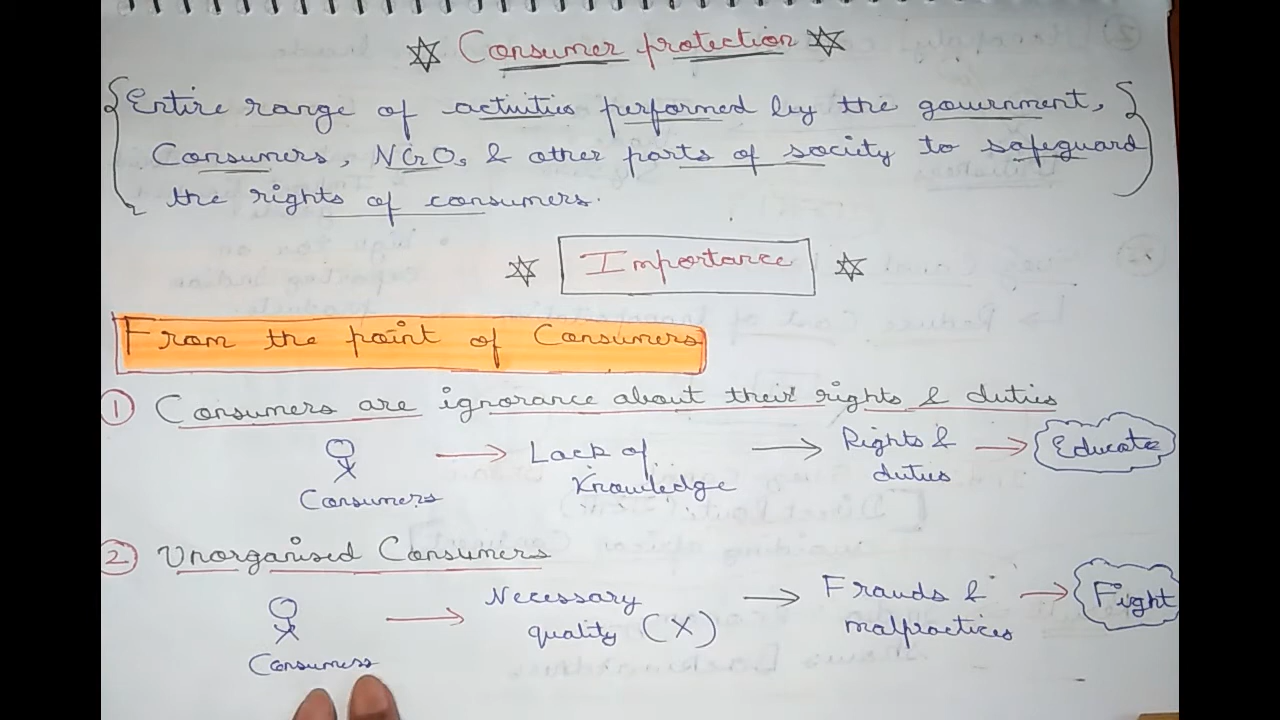 Consumer protection
Entire range of activities performed by the government,
Consumers, NGOs & other parts of society to safeguard
the rights of consumers.
Importance
From the point of Consumers
1 Consumers are ignorance about their rights & duties
Consumers → Lack of Knowledge → Rights & duties → Educate
2 Unorganised Consumers
Consumers → Necessary quality (X) → Frauds & malpractices → Fight